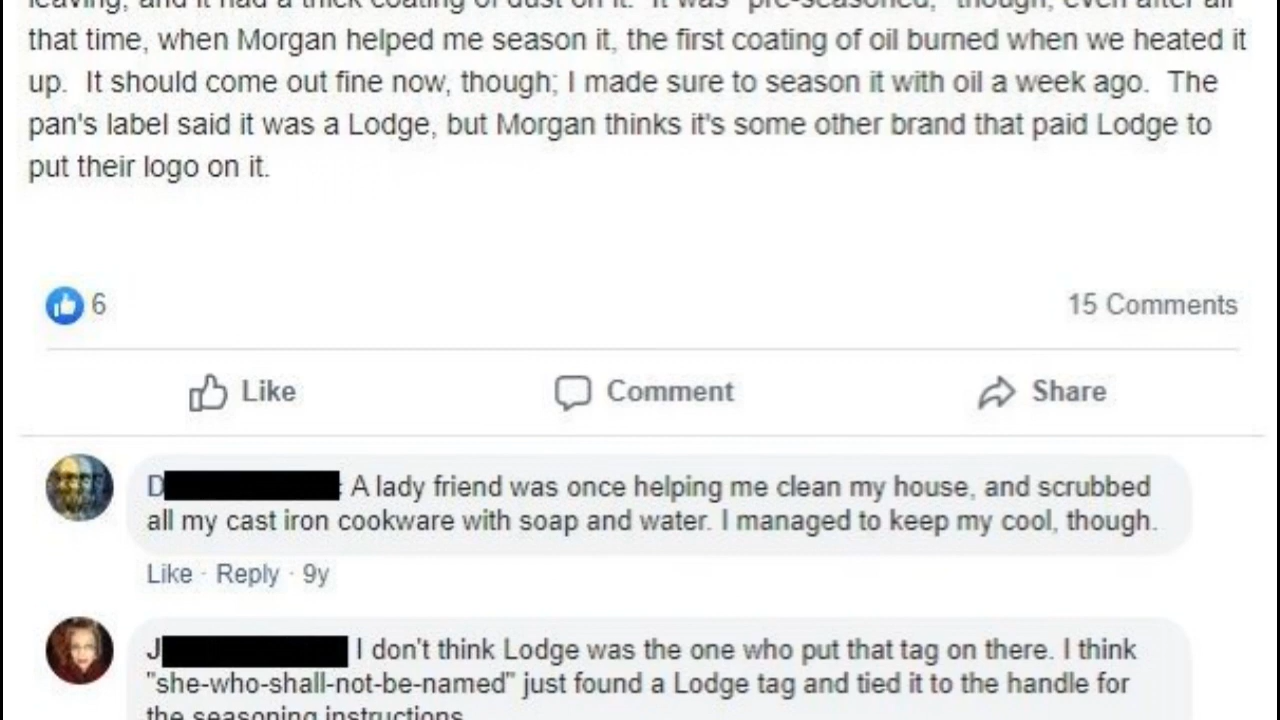 leaving, and it had a thick coating of dust on it.  It was "pre-seasoned," though, even after all
that time, when Morgan helped me season it, the first coating of oil burned when we heated it
up.  It should come out fine now, though; I made sure to season it with oil a week ago.  The
pan's label said it was a Lodge, but Morgan thinks it's some other brand that paid Lodge to
put their logo on it.
6
15 Comments
Like
Comment
Share
D : A lady friend was once helping me clean my house, and scrubbed
all my cast iron cookware with soap and water. I managed to keep my cool, though.
Like · Reply · 9y
J I don't think Lodge was the one who put that tag on there. I think
"she-who-shall-not-be-named" just found a Lodge tag and tied it to the handle for
the seasoning instructions.